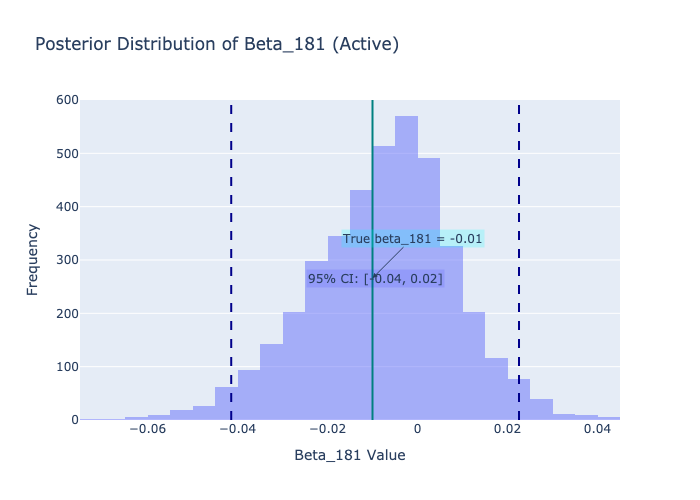 Posterior Distribution of Beta_181 (Active)
600
500
400
300
200
100
0
Frequency
True beta_181 = -0.01
95% CI: [-0.04, 0.02]
−0.06
−0.04
−0.02
0
0.02
0.04
Beta_181 Value